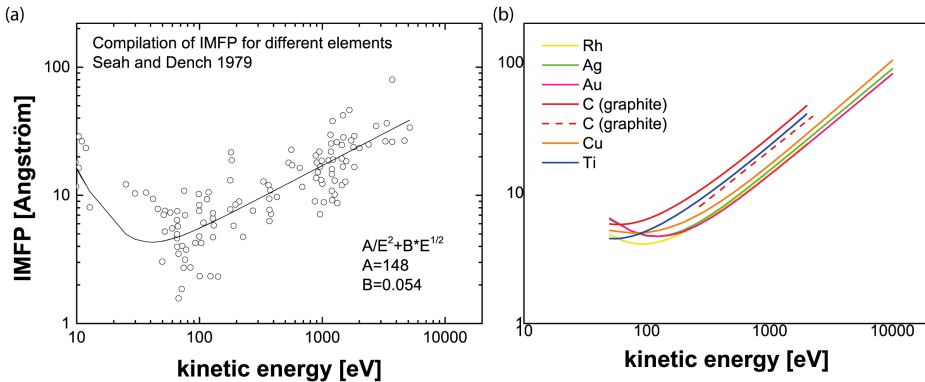 (a)
Compilation of IMFP for different elements
Seah and Dench 1979
IMFP [Angström]
100
10
1
A/E²+B*E^1/2
A=148
B=0.054
10 100 1000 10000
kinetic energy [eV]
(b)
Rh
Ag
Au
C (graphite)
C (graphite)
Cu
Ti
100
10
1
10 100 1000 10000
kinetic energy [eV]